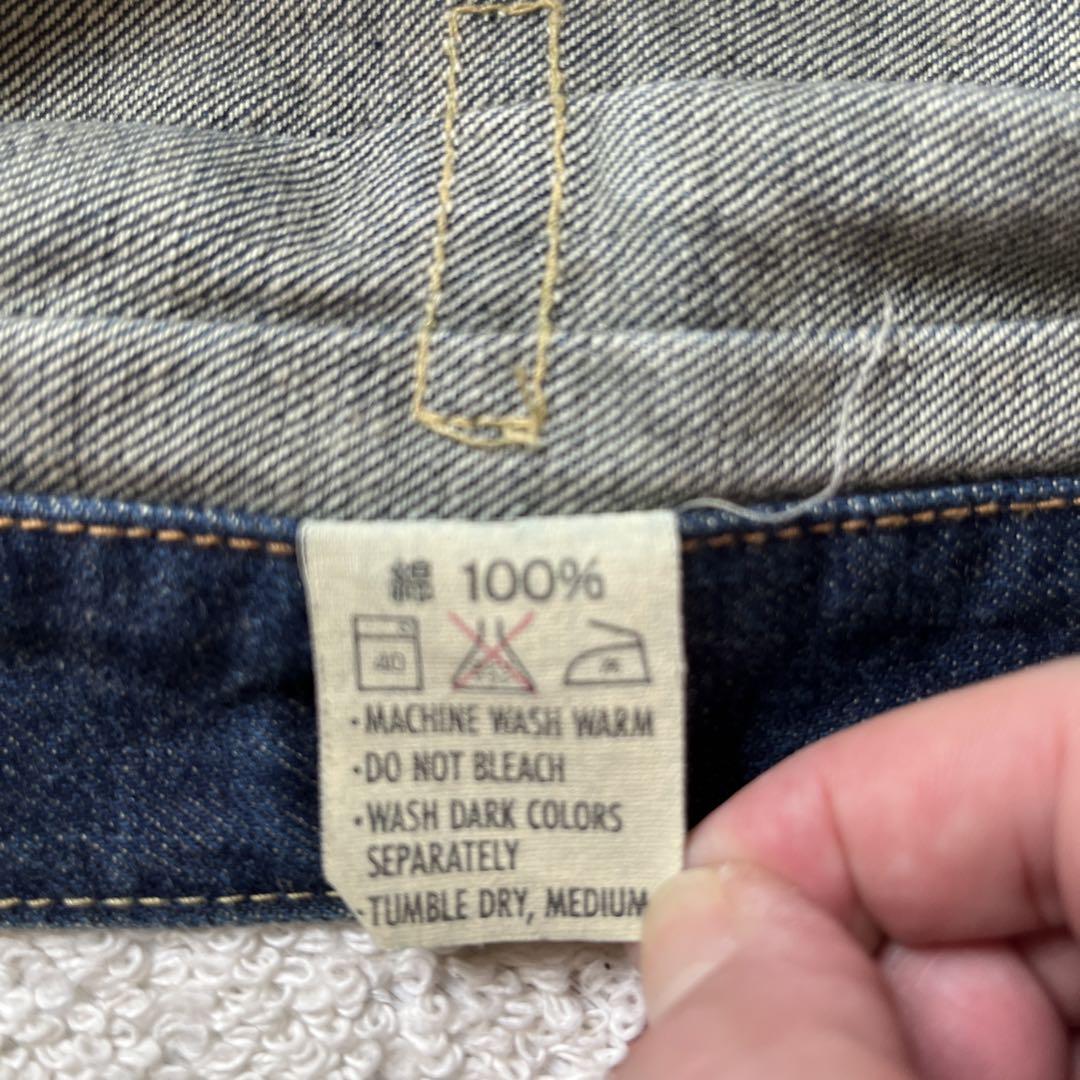 綿 100%
40
·MACHINE WASH WARM
·DO NOT BLEACH
·WASH DARK COLORS
SEPARATELY
·TUMBLE DRY, MEDIUM